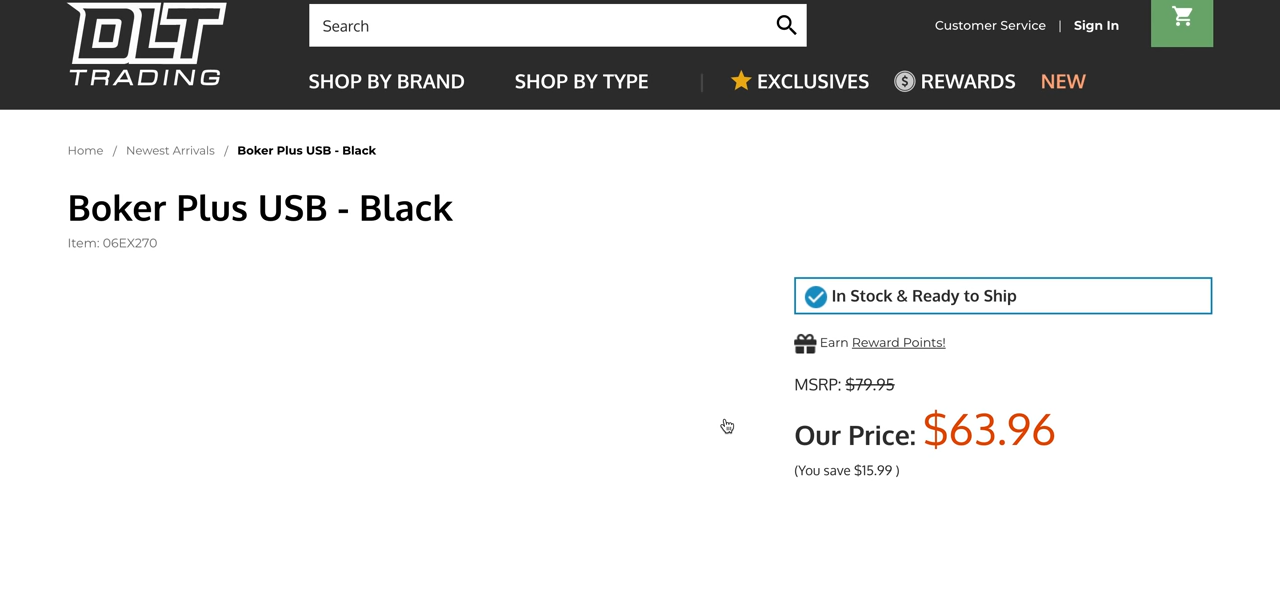 DLT
TRADING
Search
Customer Service | Sign In
SHOP BY BRAND SHOP BY TYPE | EXCLUSIVES $ REWARDS NEW
Home / Newest Arrivals / Boker Plus USB - Black
Boker Plus USB - Black
Item: 06EX270
In Stock & Ready to Ship
Earn Reward Points!
MSRP: $79.95
Our Price: $63.96
(You save $15.99 )